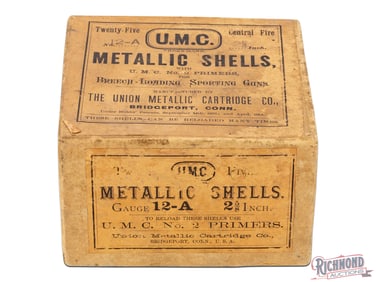 Twenty-Five U.M.C. Central Fire
12-A
METALLIC SHELLS,
WITH
U. M. C. No. 2 PRIMERS,
FOR
Breech-Loading Sporting Guns.
MANUFACTURED BY
THE UNION METALLIC CARTRIDGE CO.,
BRIDGEPORT, CONN.
THESE SHELLS CAN BE RELOADED MANY TIMES
UMC
METALLIC SHELLS.
Gauge 12-A Inch.
TO RELOAD THESE SHELLS USE
U. M. C. No. 2 PRIMERS.
Union Metallic Cartridge Co.,
BRIDGEPORT, CONN., U. S. A.
RICHMOND
AUCTIONS